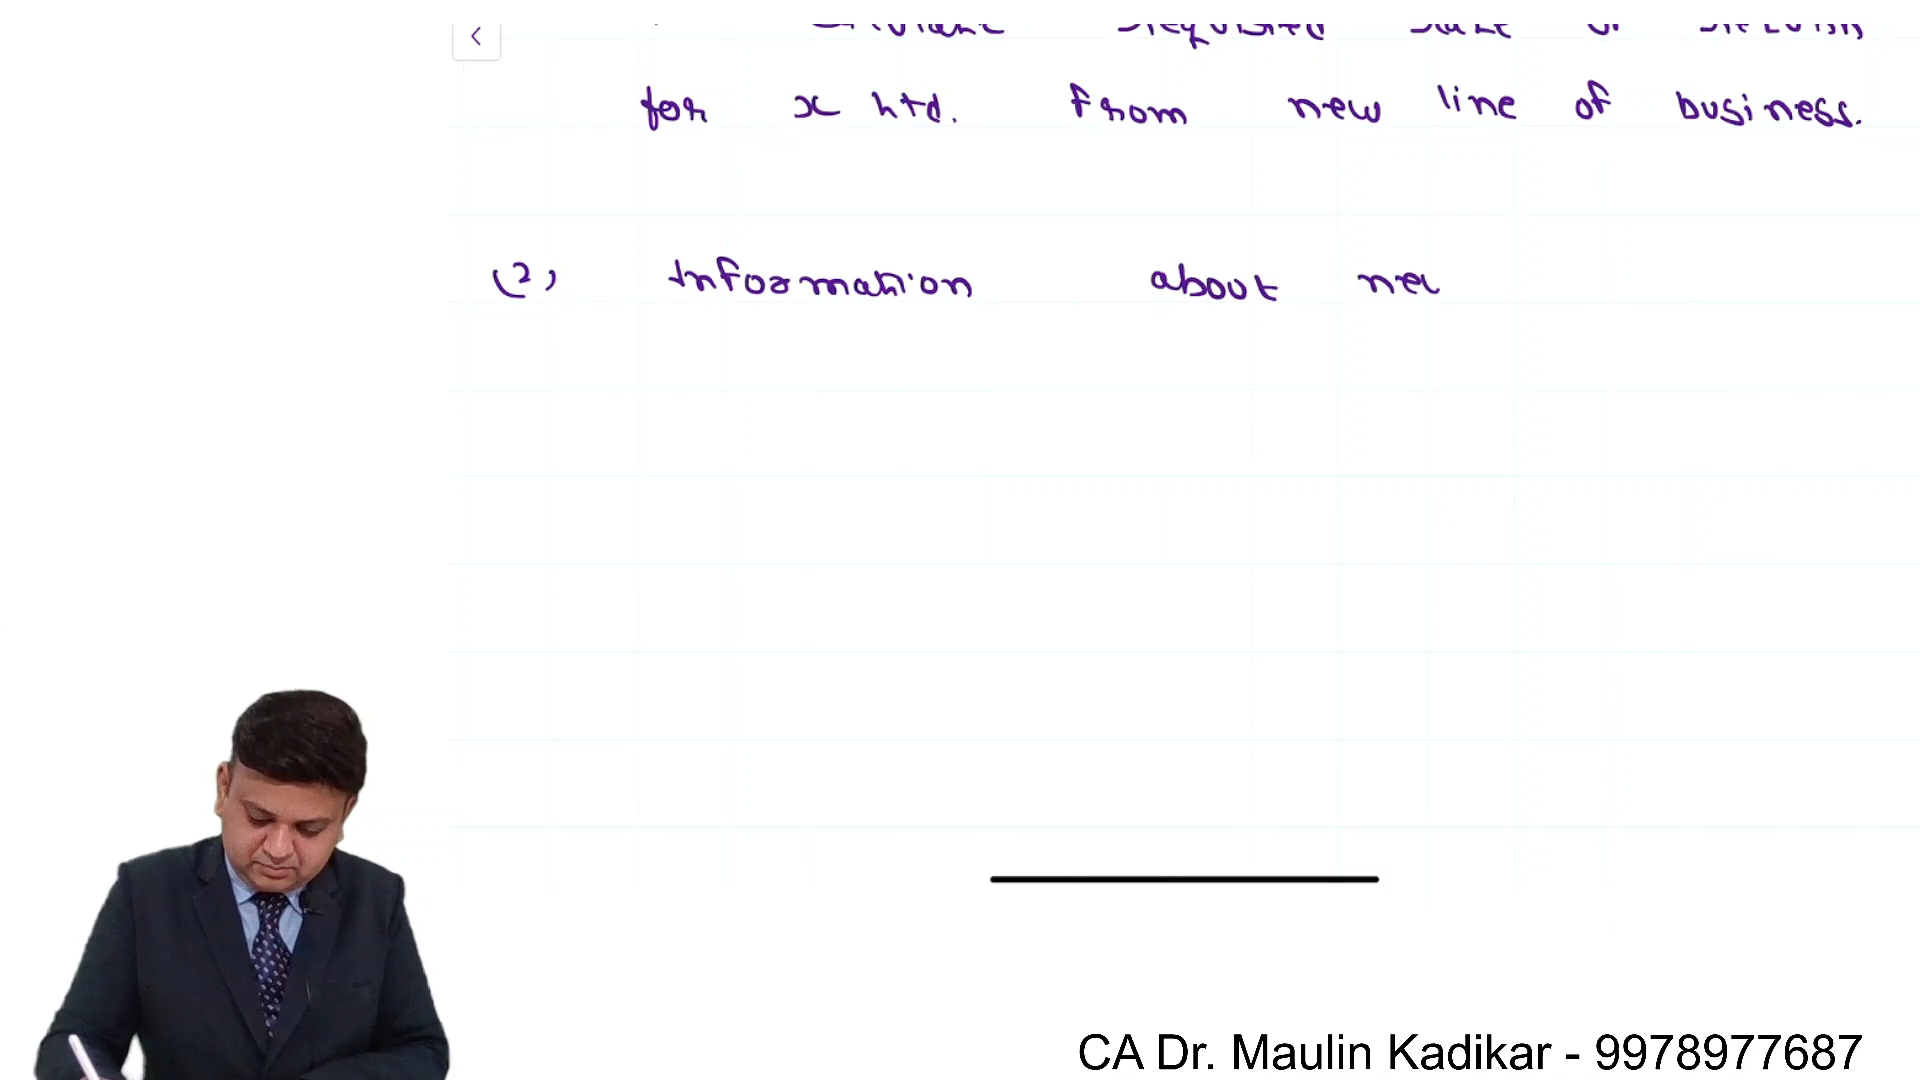 for x Ltd. from new line of business.
(2) Information about ne
CA Dr. Maulin Kadikar - 9978977687